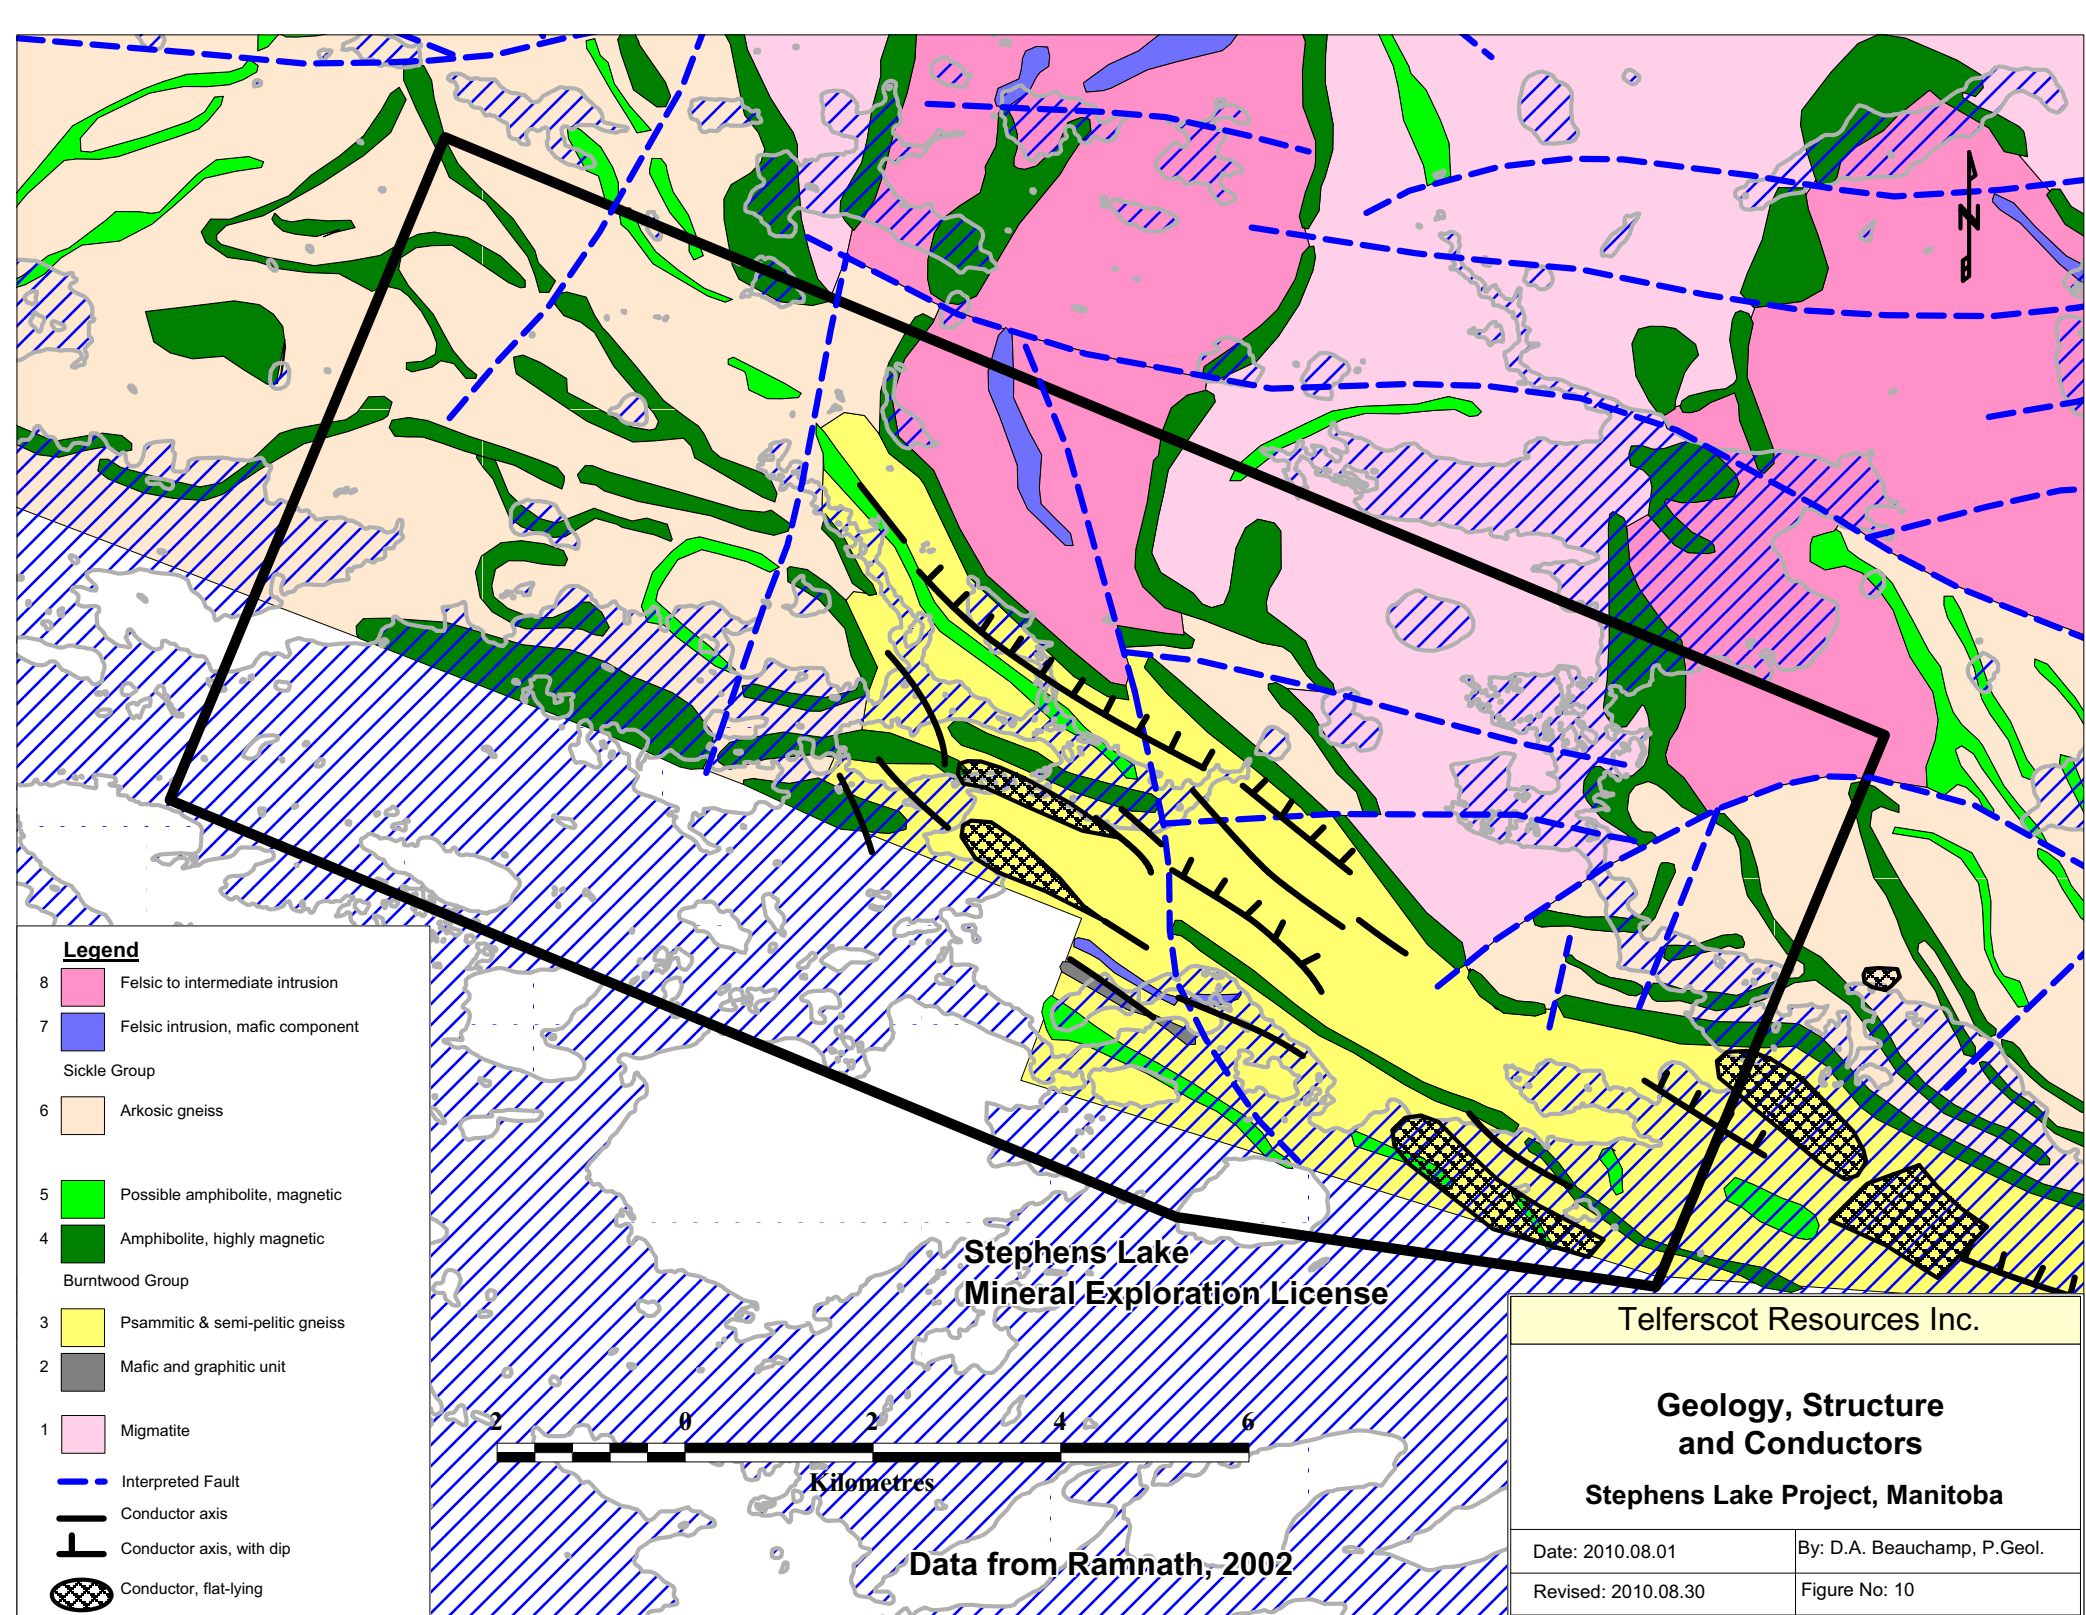 N
Legend
8 Felsic to intermediate intrusion
7 Felsic intrusion, mafic component
Sickle Group
6 Arkosic gneiss
5 Possible amphibolite, magnetic
4 Amphibolite, highly magnetic
Burntwood Group
3 Psammitic & semi-pelitic gneiss
2 Mafic and graphitic unit
1 Migmatite
Interpreted Fault
Conductor axis
Conductor axis, with dip
Conductor, flat-lying
Stephens Lake
Mineral Exploration License
2 0 2 4 6
Kilometres
Data from Ramnath, 2002
Telferscot Resources Inc.
Geology, Structure
and Conductors
Stephens Lake Project, Manitoba
Date: 2010.08.01
By: D.A. Beauchamp, P.Geol.
Revised: 2010.08.30
Figure No: 10